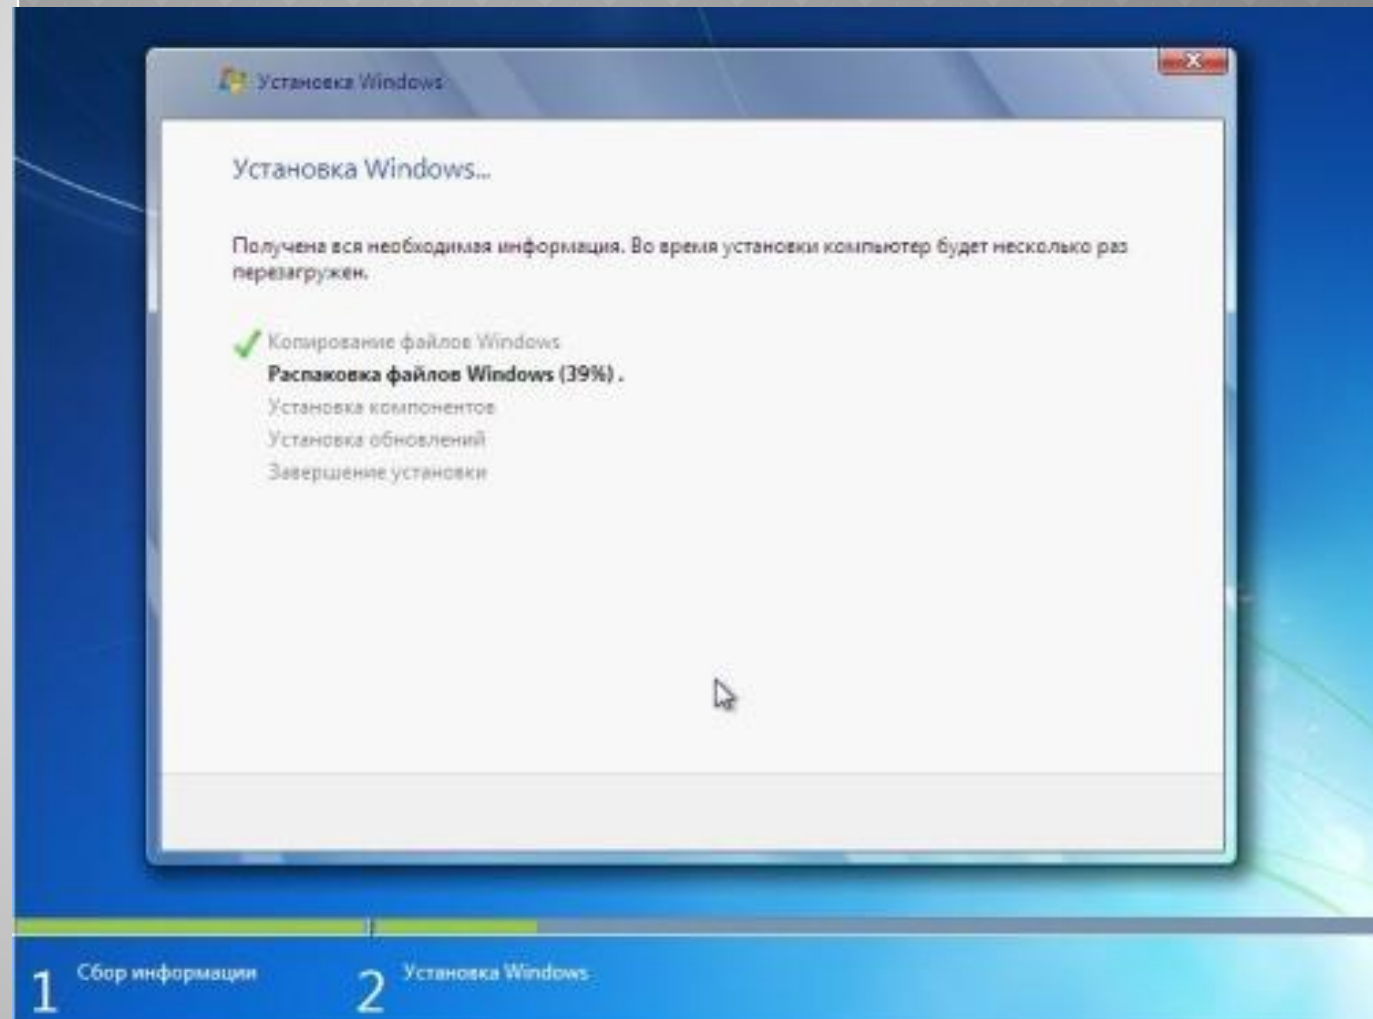 Установка Windows
Установка Windows...
Получена вся необходимая информация. Во время установки компьютер будет несколько раз
перезагружен.
Копирование файлов Windows
Распаковка файлов Windows (39%) .
Установка компонентов
Установка обновлений
Завершение установки
1 Сбор информации
2 Установка Windows